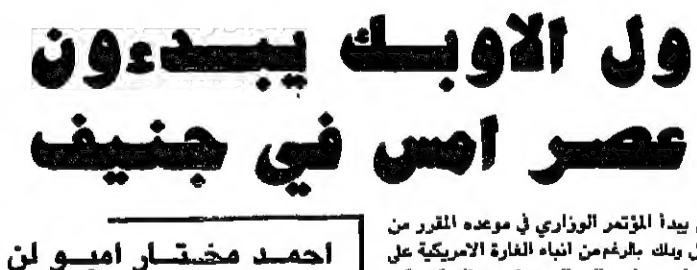 ول الاوبك يبدءون
عصر امس في جنيف
يبدأ المؤتمر الوزاري في موعده المقرر من
وذلك بالرغم من انباء الغارة الامريكية على
احمد مختار امبو لن